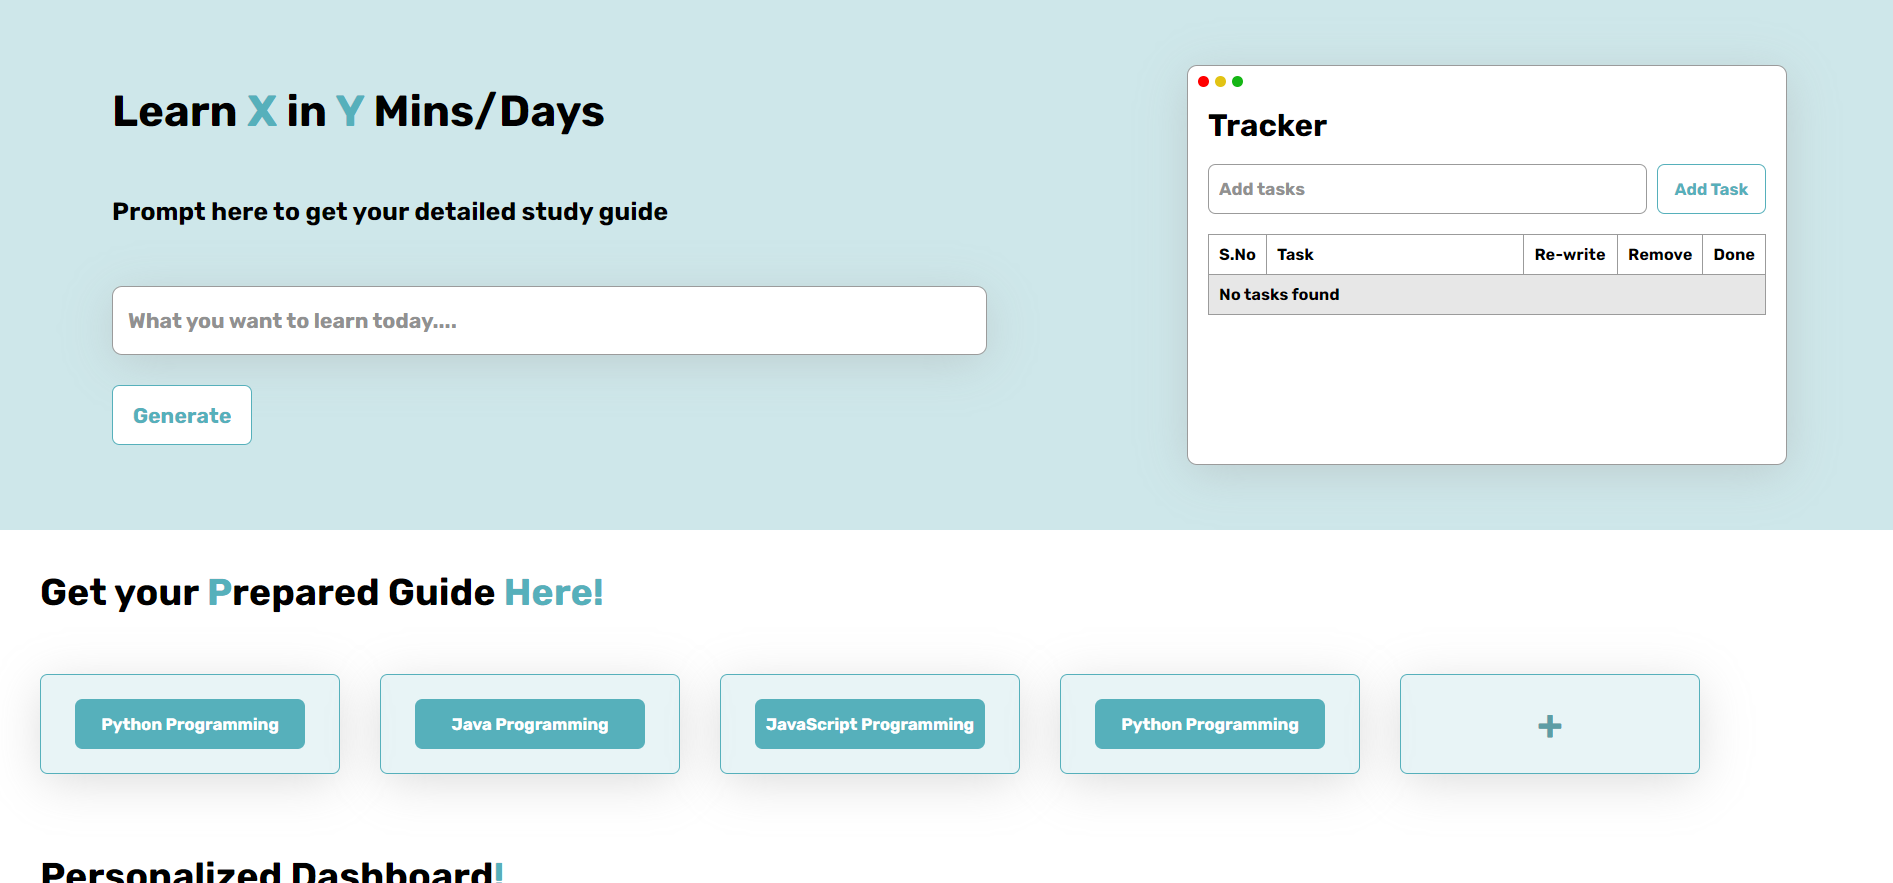 Learn X in Y Mins/Days
Prompt here to get your detailed study guide
What you want to learn today....
Generate
Tracker
Add tasks
Add Task
S.No Task Re-write Remove Done
No tasks found
Get your Prepared Guide Here!
Python Programming
Java Programming
JavaScript Programming
Python Programming
+
Personalized Dashboard!